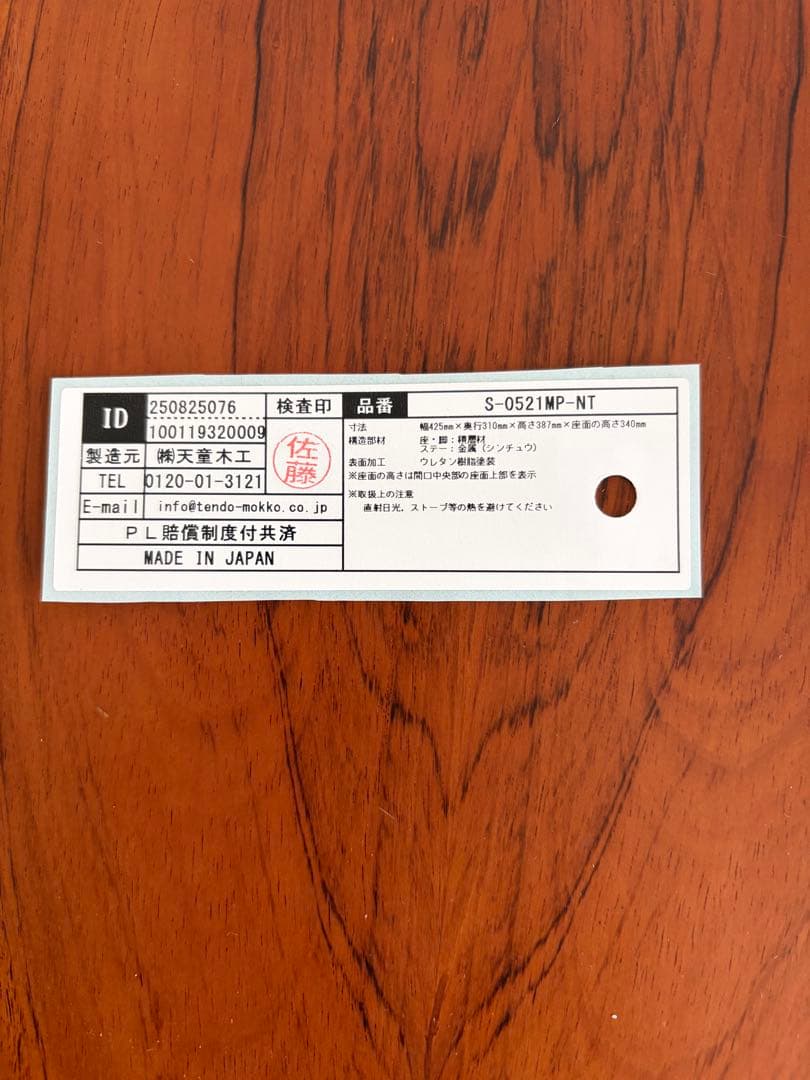 ID 250825076 検査印
100119320009
佐藤
製造元 ㈱天童木工
TEL 0120-01-3121
E-mail info@tendo-mokko.co.jp
ＰＬ賠償制度付共済
MADE IN JAPAN
品番 S-0521MP-NT
寸法 幅425mm×奥行310mm×高さ387mm×座面の高さ340mm
構造部材 座・脚：積層材
ステー：金属（シンチュウ）
表面加工 ウレタン樹脂塗装
※座面の高さは間口中央部の座面上部を表示
※取扱上の注意
直射日光、ストーブ等の熱を避けてください